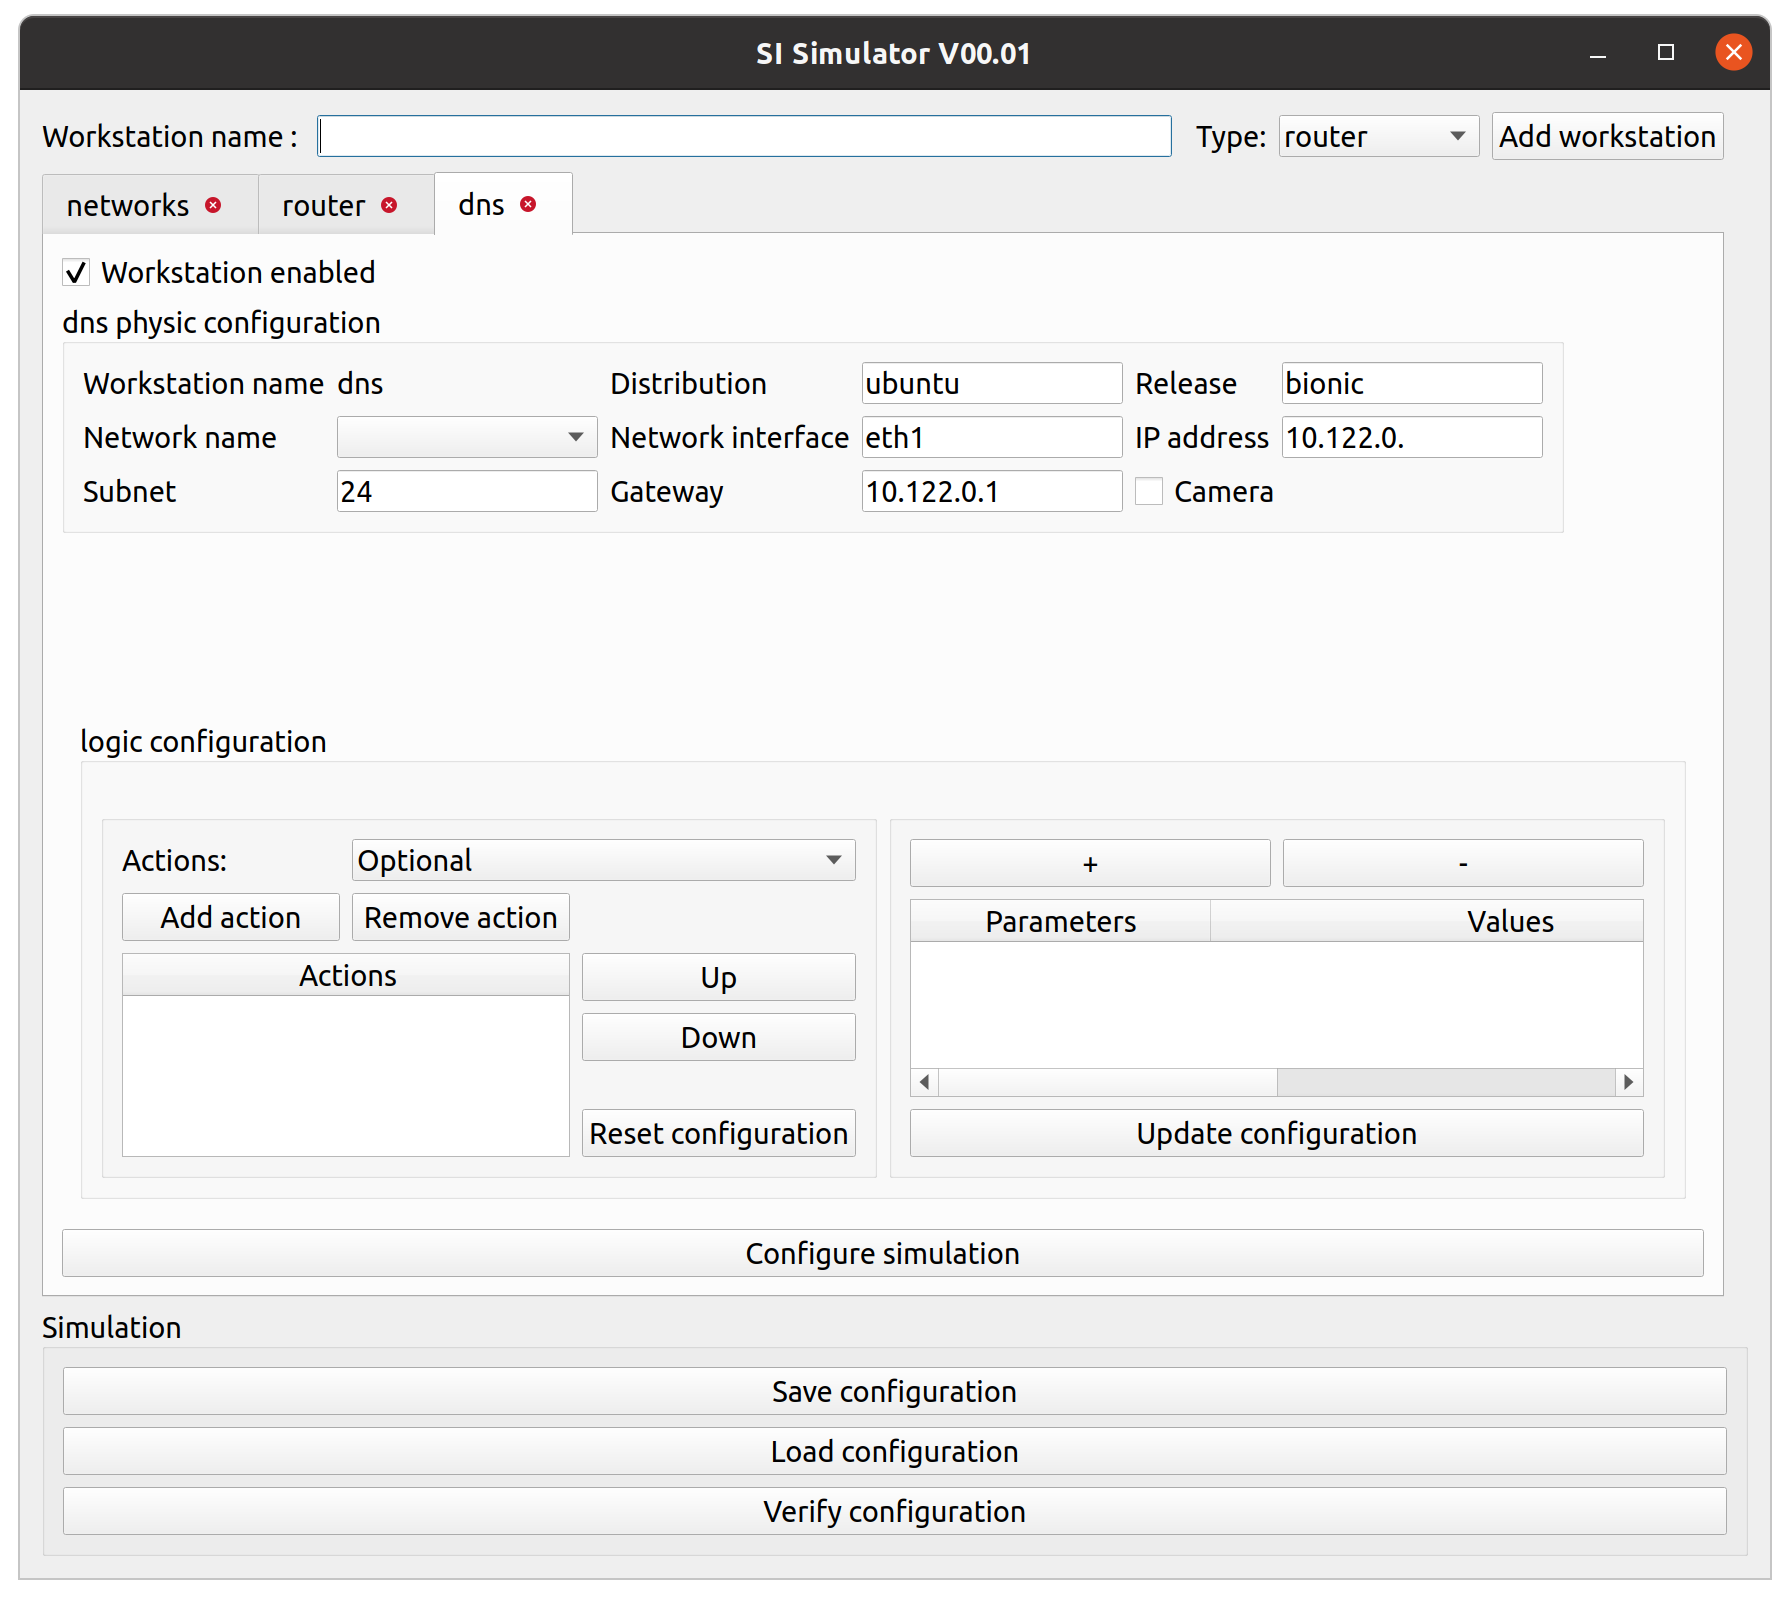 SI Simulator V00.01
Workstation name :
Type: router Add workstation
networks router dns
Workstation enabled
dns physic configuration
Workstation name dns Distribution ubuntu Release bionic
Network name Network interface eth1 IP address 10.122.0.
Subnet 24 Gateway 10.122.0.1 Camera
logic configuration
Actions: Optional
Add action Remove action
Actions
Up
Down
Reset configuration
+ -
Parameters Values
Update configuration
Configure simulation
Simulation
Save configuration
Load configuration
Verify configuration